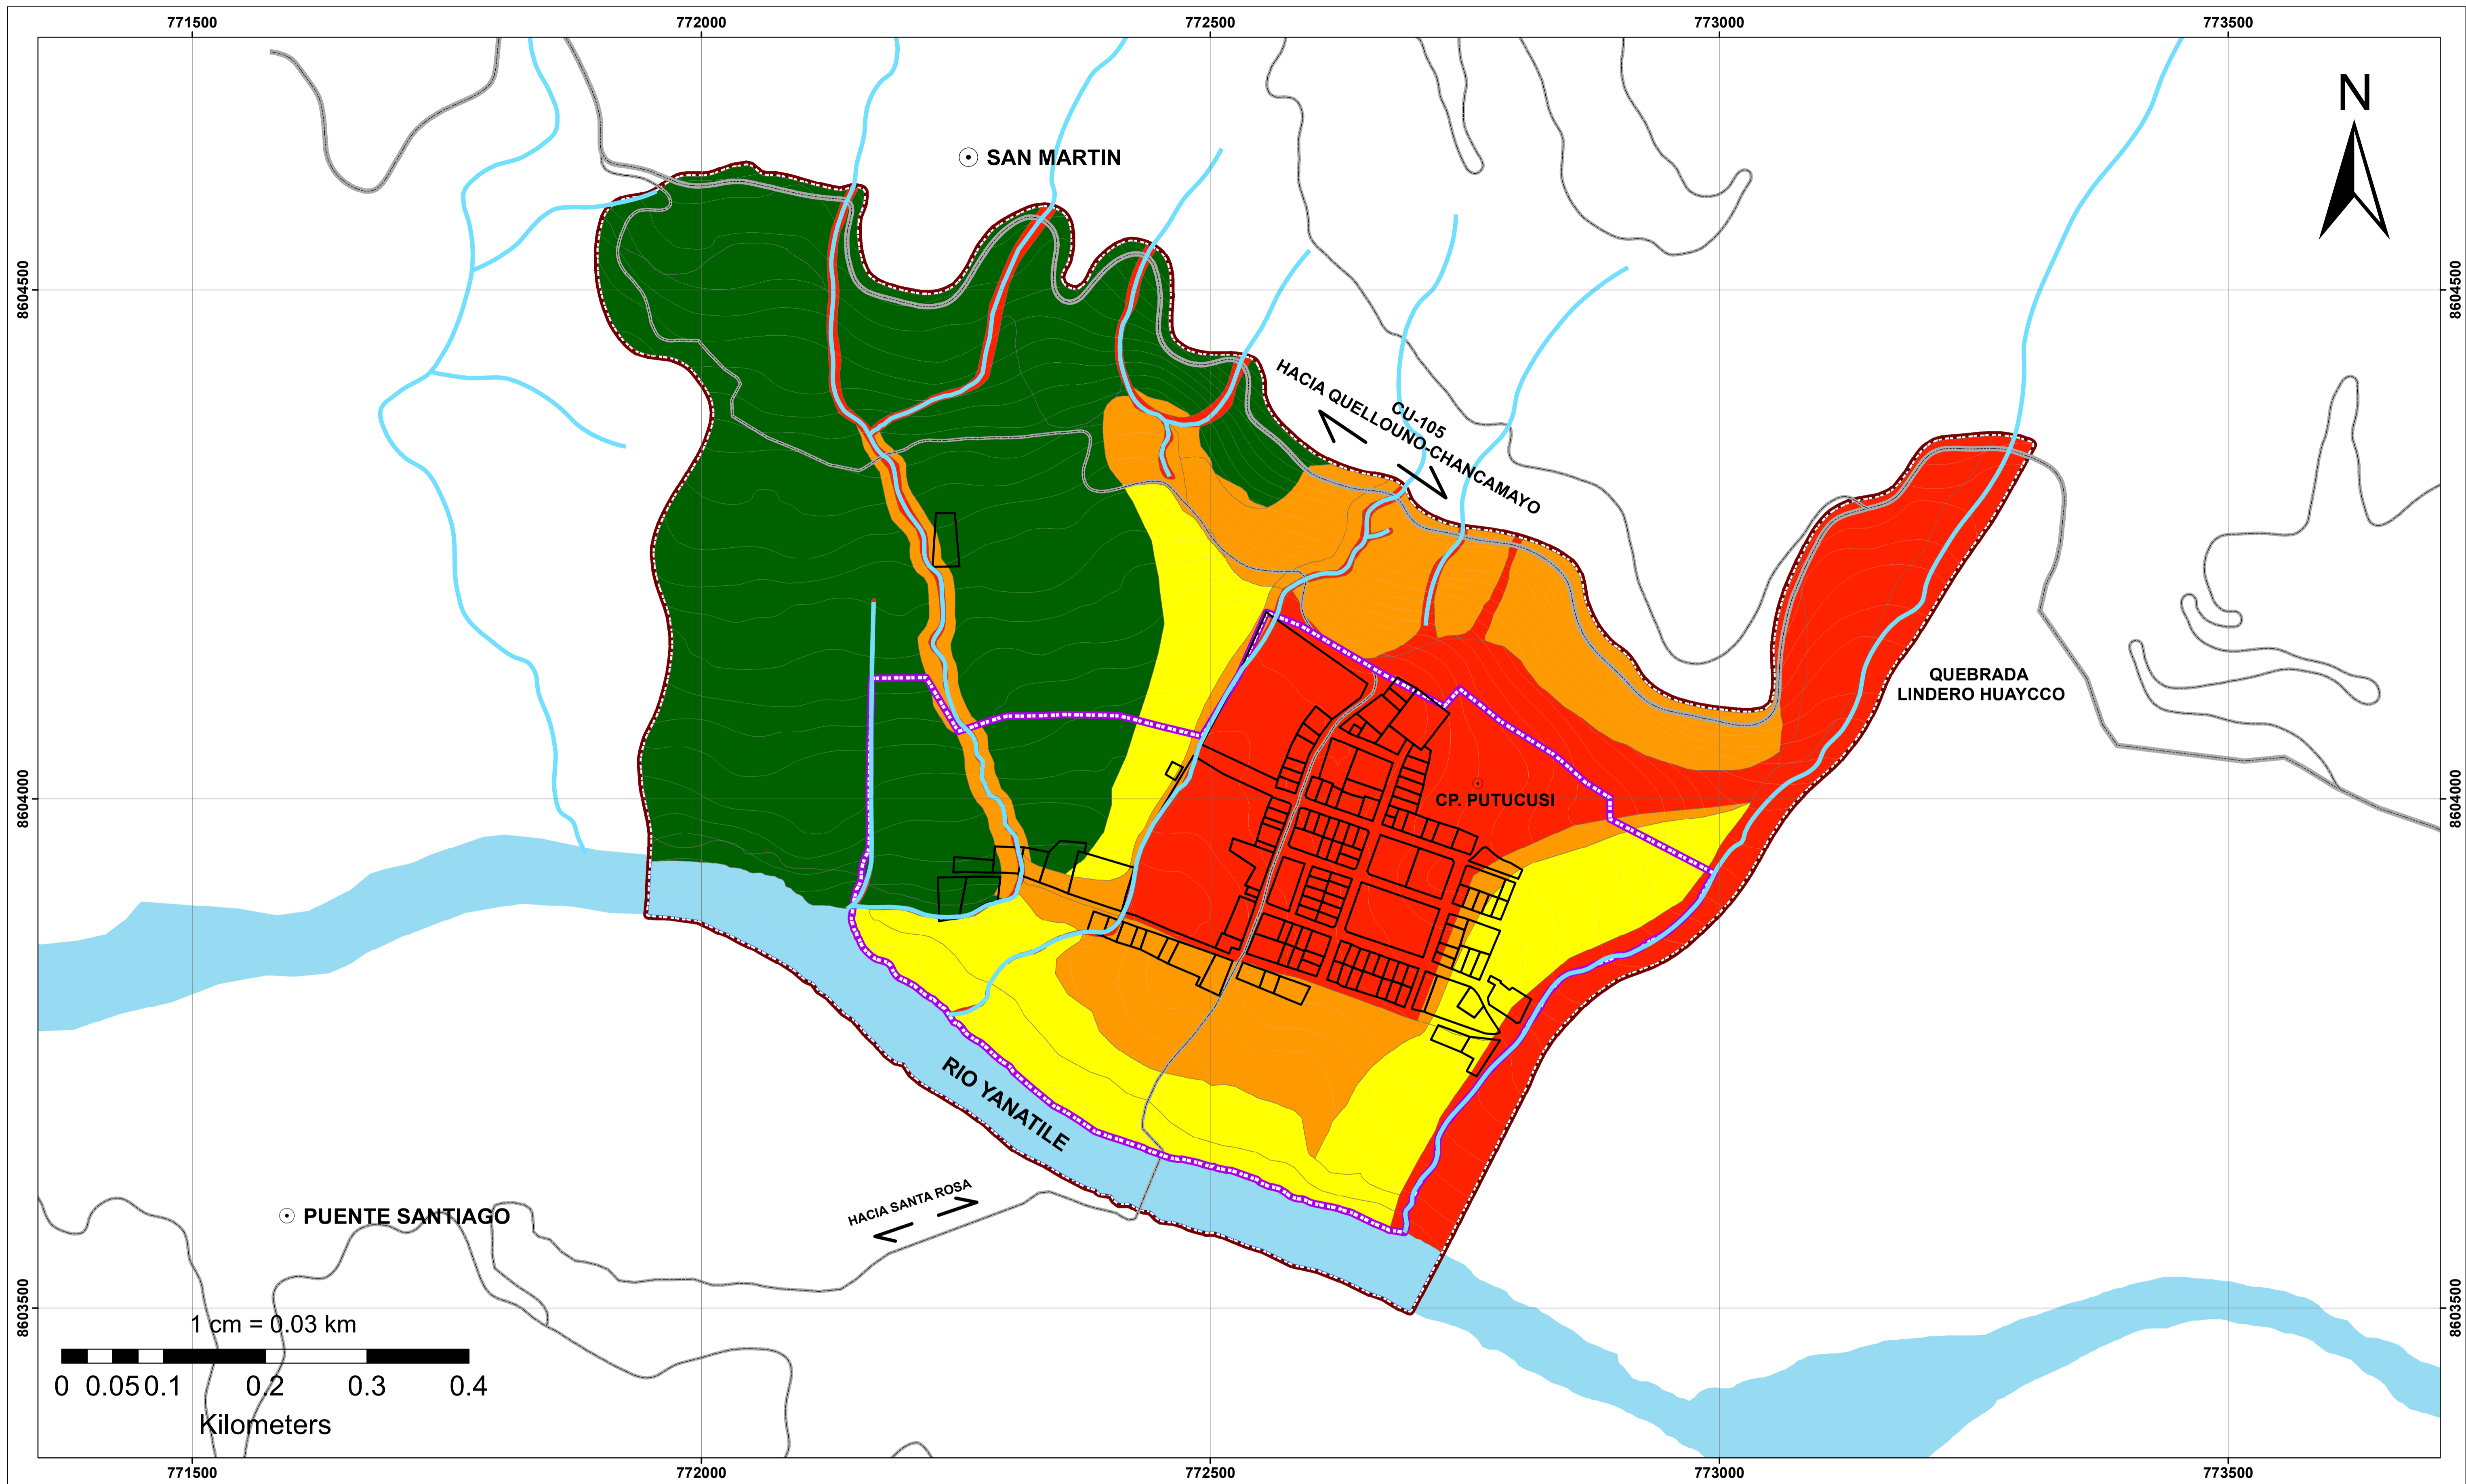 771500 772000 772500 773000 773500
N
SAN MARTIN
8604500
8604500
CU-105
HACIA QUELLOUNO-CHANCAMAYO
QUEBRADA
LINDERO HUAYCCO
8604000
CP. PUTUCUSI
8604000
RIO YANATILE
HACIA SANTA ROSA
PUENTE SANTIAGO
8603500
8603500
1 cm = 0.03 km
0 0.05 0.1 0.2 0.3 0.4
Kilometers
771500 772000 772500 773000 773500